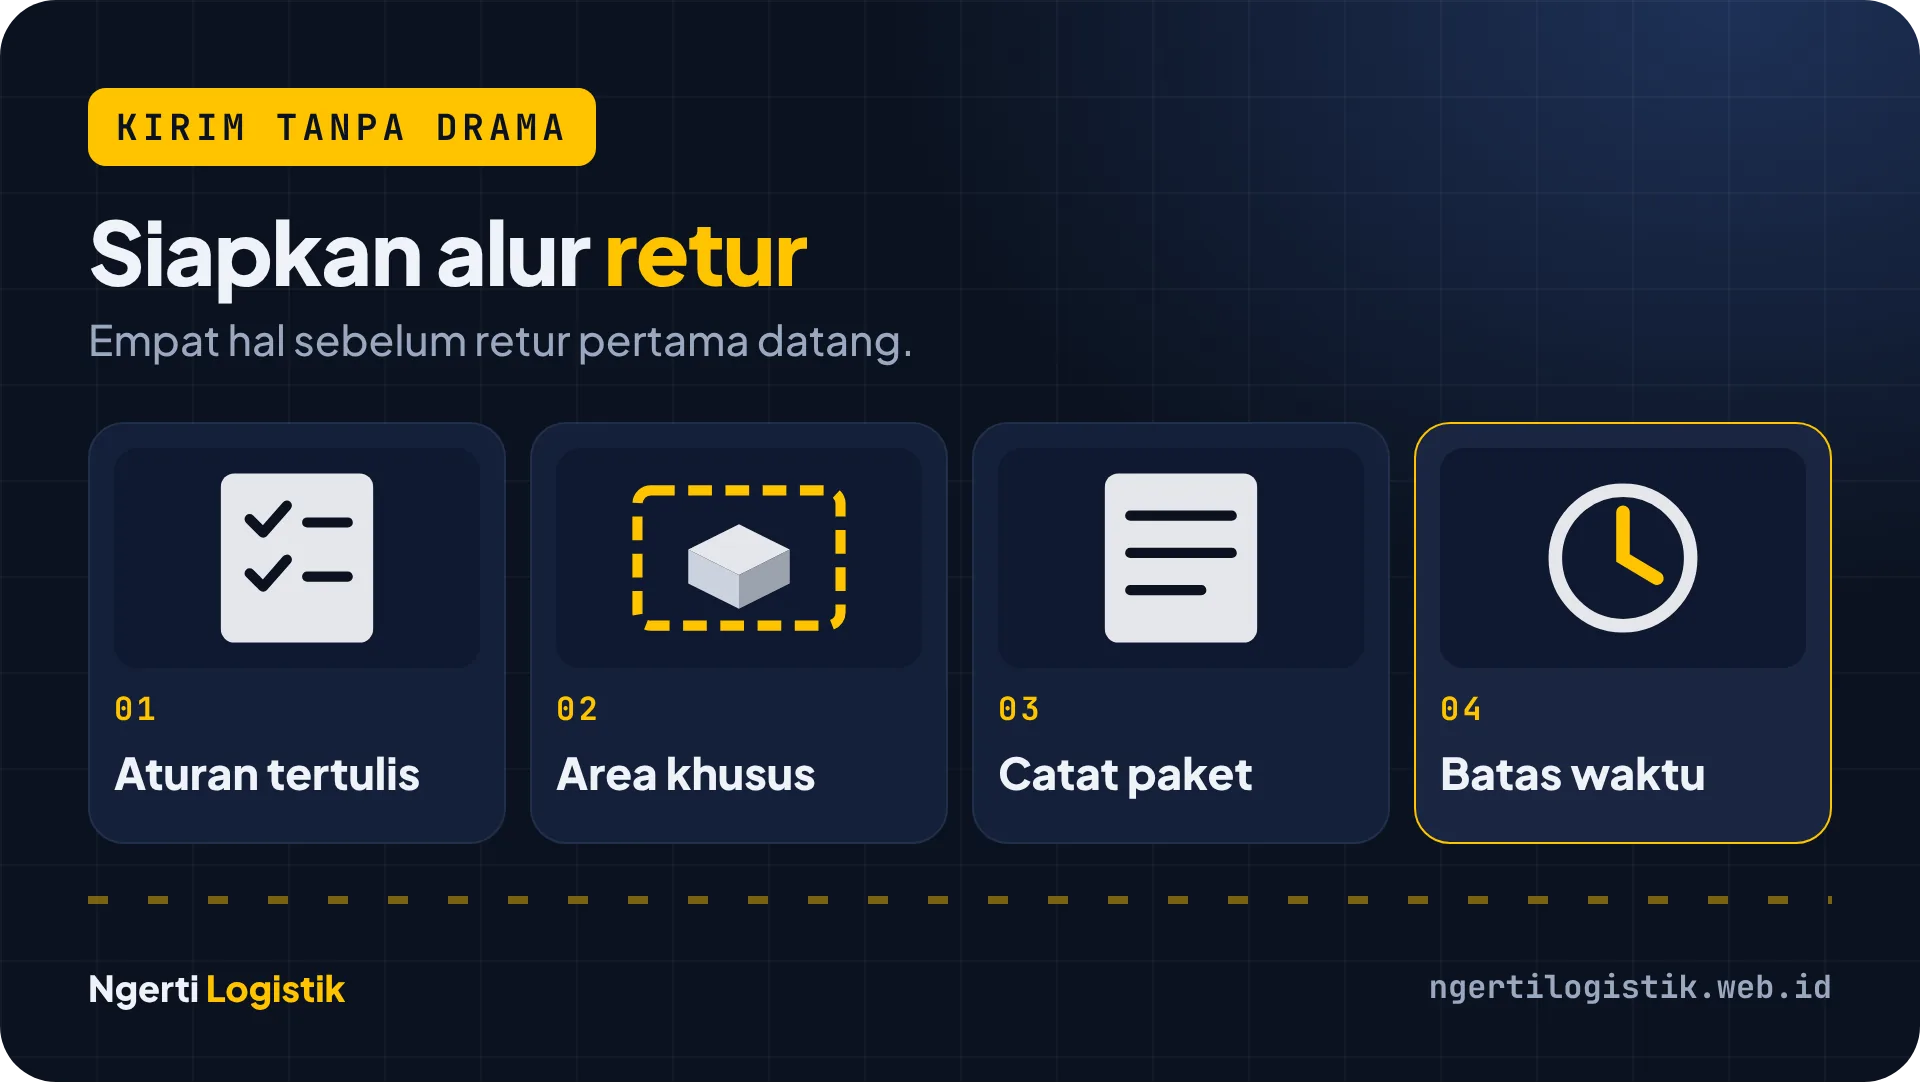 KIRIM TANPA DRAMA
Siapkan alur retur
Empat hal sebelum retur pertama datang.
01
Aturan tertulis
02
Area khusus
03
Catat paket
04
Batas waktu
Ngerti Logistik
ngertilogistik.web.id